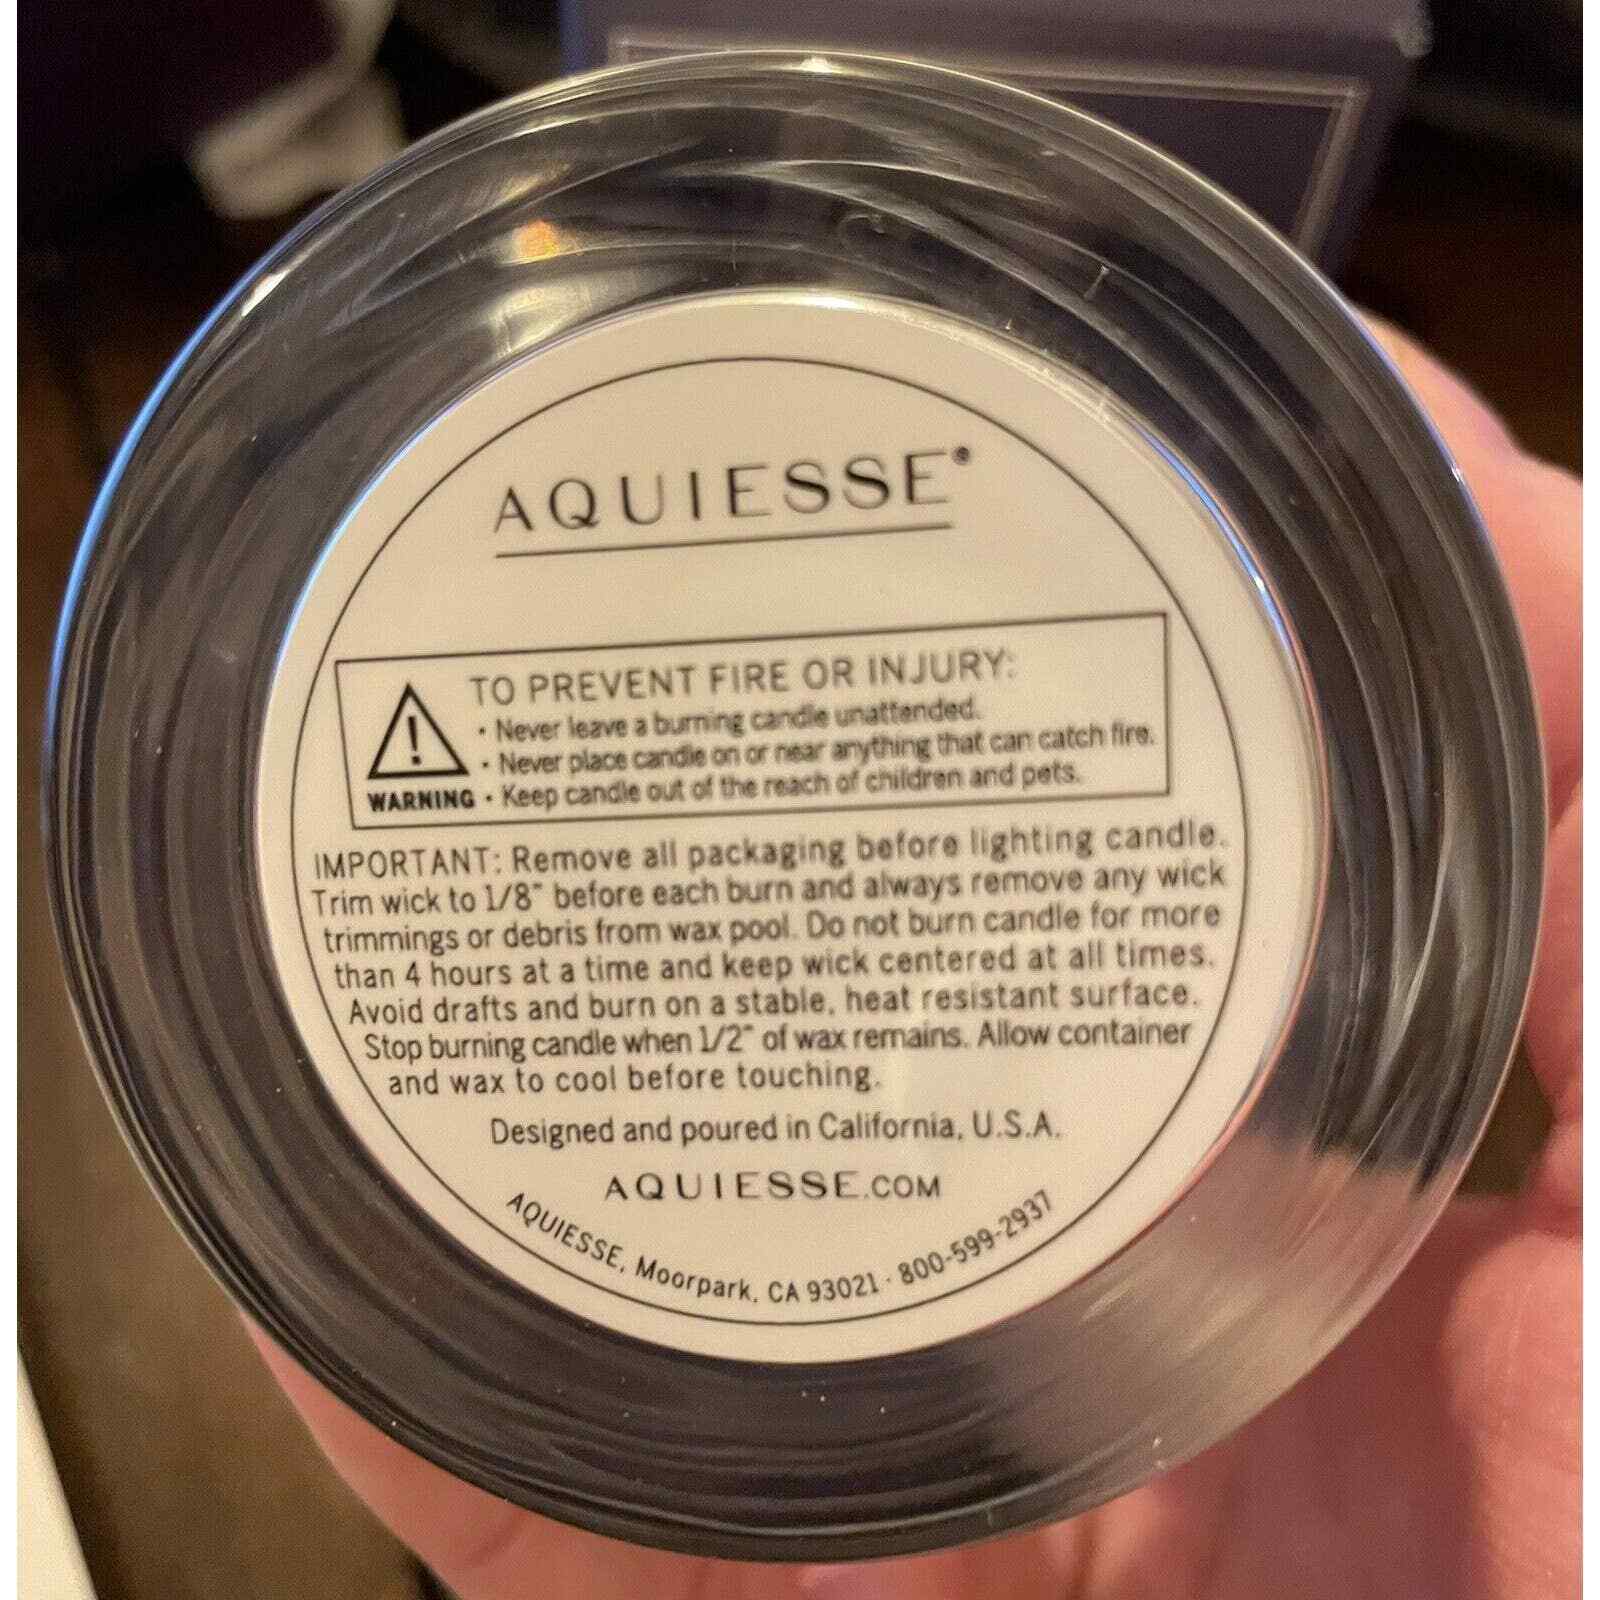 AQUIESSE®
TO PREVENT FIRE OR INJURY:
• Never leave a burning candle unattended.
• Never place candle on or near anything that can catch fire.
WARNING • Keep candle out of the reach of children and pets.
IMPORTANT: Remove all packaging before lighting candle.
Trim wick to 1/8" before each burn and always remove any wick
trimmings or debris from wax pool. Do not burn candle for more
than 4 hours at a time and keep wick centered at all times.
Avoid drafts and burn on a stable, heat resistant surface.
Stop burning candle when 1/2" of wax remains. Allow container
and wax to cool before touching.
Designed and poured in California, U.S.A.
AQUIESSE.COM
AQUIESSE, Moorpark, CA 93021 · 800-599-2937